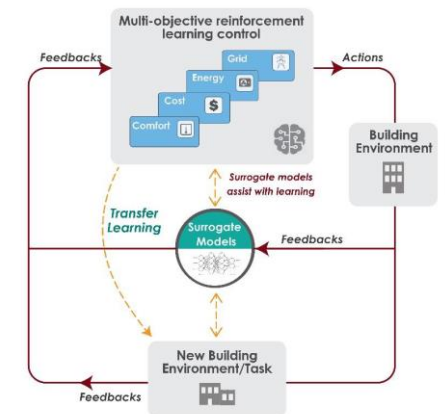 Multi-objective reinforcement
learning control
Feedbacks
Actions
Grid
Energy
Cost
$
Comfort
Building
Environment
Surrogate models
assist with learning
Transfer
Learning
Surrogate
Models
Feedbacks
New Building
Environment/Task
Feedbacks